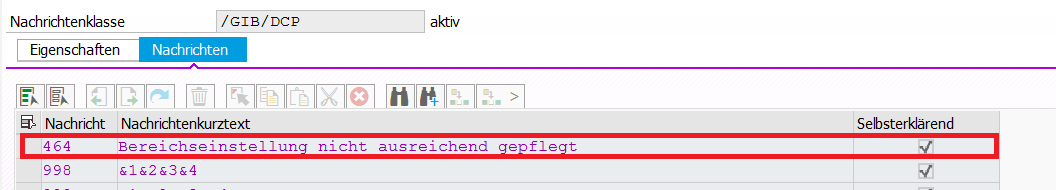 Nachrichtenklasse /GIB/DCP aktiv
Eigenschaften Nachrichten
Nachricht Nachrichtenkurztext Selbsterklärend
464 Bereichseinstellung nicht ausreichend gepflegt
998 &1&2&3&4